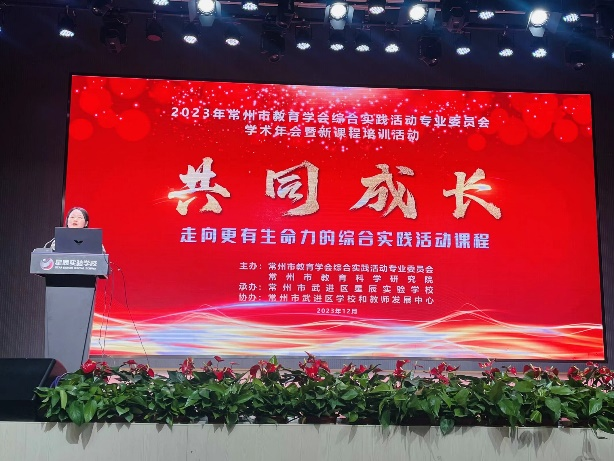 2023年常州市教育学会综合实践活动专业委员会
学术年会暨新课程培训活动
共同成长
走向更有生命力的综合实践活动课程
主办：常州市教育学会综合实践活动专业委员会
常州市教育科学研究院
承办：常州市武进区星辰实验学校
协办：常州市武进区学校和教师发展中心
2023年12月
星辰实验学校